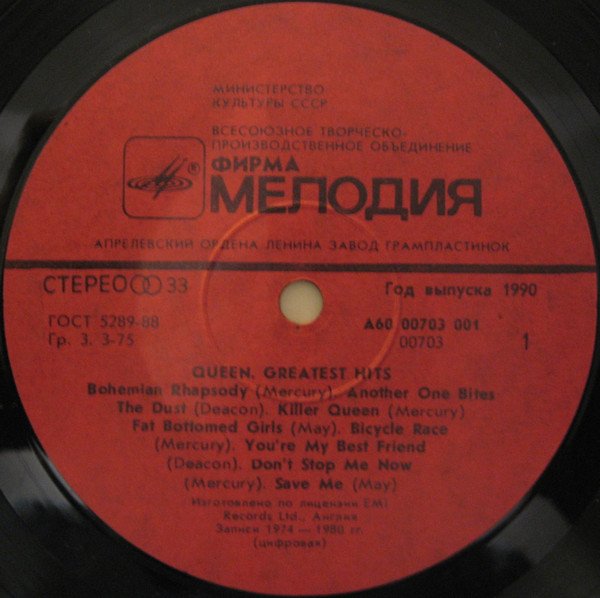 МИНИСТЕРСТВО
КУЛЬТУРЫ СССР
ВСЕСОЮЗНОЕ ТВОРЧЕСКО-
ПРОИЗВОДСТВЕННОЕ ОБЪЕДИНЕНИЕ
®
ФИРМА
МЕЛОДИЯ
АПРЕЛЕВСКИЙ ОРДЕНА ЛЕНИНА ЗАВОД ГРАМПЛАСТИНОК
СТЕРЕО 33
Год выпуска 1990
ГОСТ 5289-88
А60 00703 001
Гр. 3. 3-75
00703
1
QUEEN. GREATEST HITS
Bohemian Rhapsody (Mercury). Another One Bites
The Dust (Deacon). Killer Queen (Mercury)
Fat Bottomed Girls (May). Bicycle Race
(Mercury). You're My Best Friend
(Deacon). Don't Stop Me Now
(Mercury). Save Me (May)
Изготовлено по лицензии EMI
Records Ltd., Англия
Записи 1974 — 1980 гг.
(цифровая)